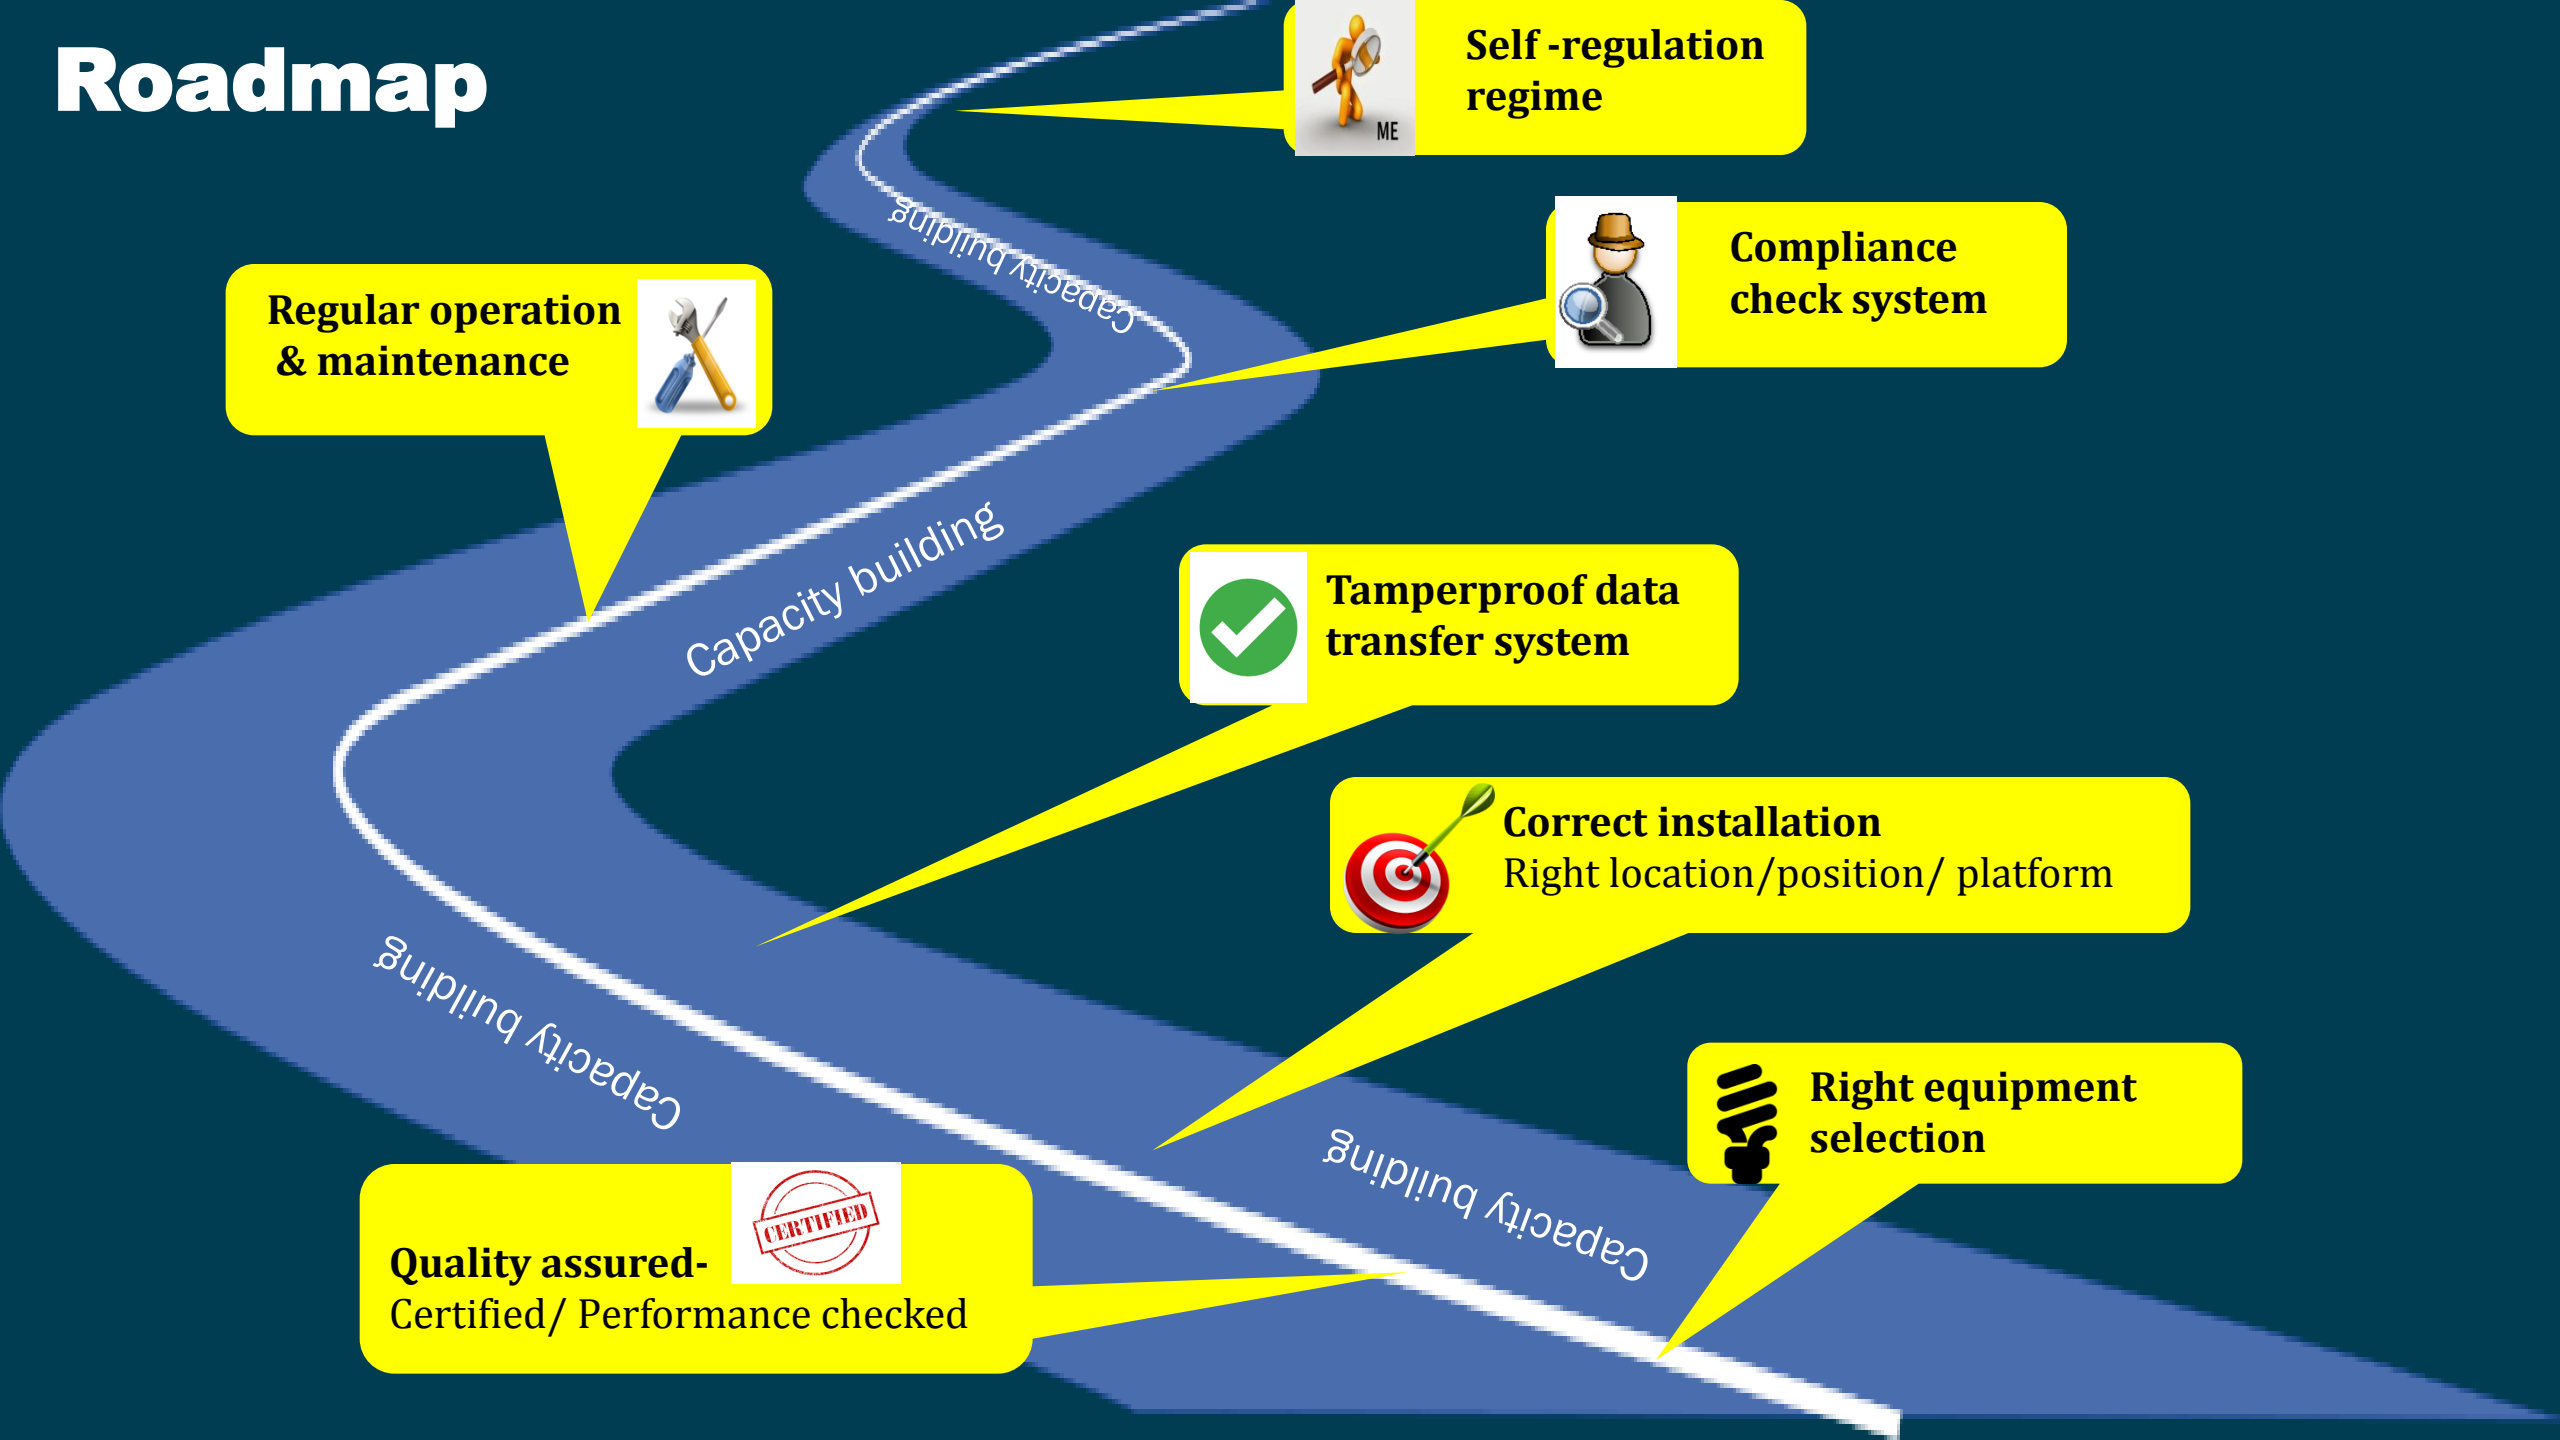 Roadmap
Self -regulation
regime
ME
Capacity building
Compliance
check system
Regular operation
& maintenance
Capacity building
Tamperproof data
transfer system
Correct installation
Right location/position/ platform
Capacity building
Right equipment
selection
Capacity building
CERTIFIED
Quality assured-
Certified/ Performance checked